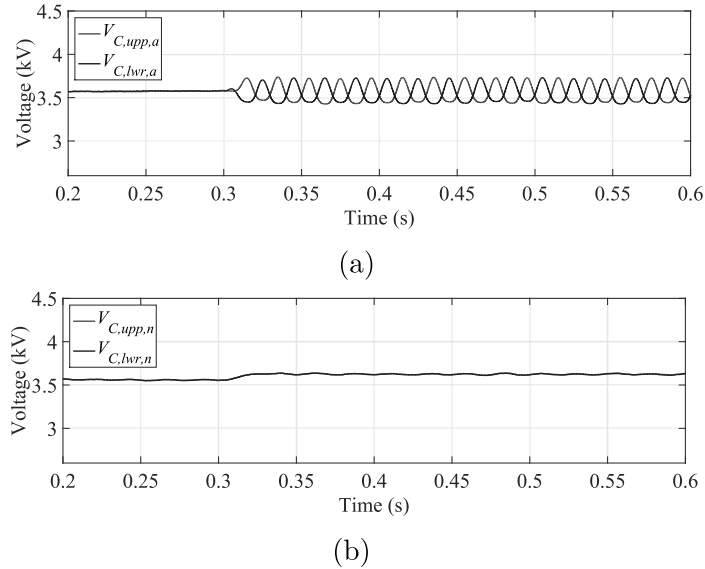 4.5
V_{C,upp,a}
V_{C,lwr,a}
4
3.5
3
Voltage (kV)
0.2 0.25 0.3 0.35 0.4 0.45 0.5 0.55 0.6
Time (s)
(a)
4.5
V_{C,upp,n}
V_{C,lwr,n}
4
3.5
3
Voltage (kV)
0.2 0.25 0.3 0.35 0.4 0.45 0.5 0.55 0.6
Time (s)
(b)